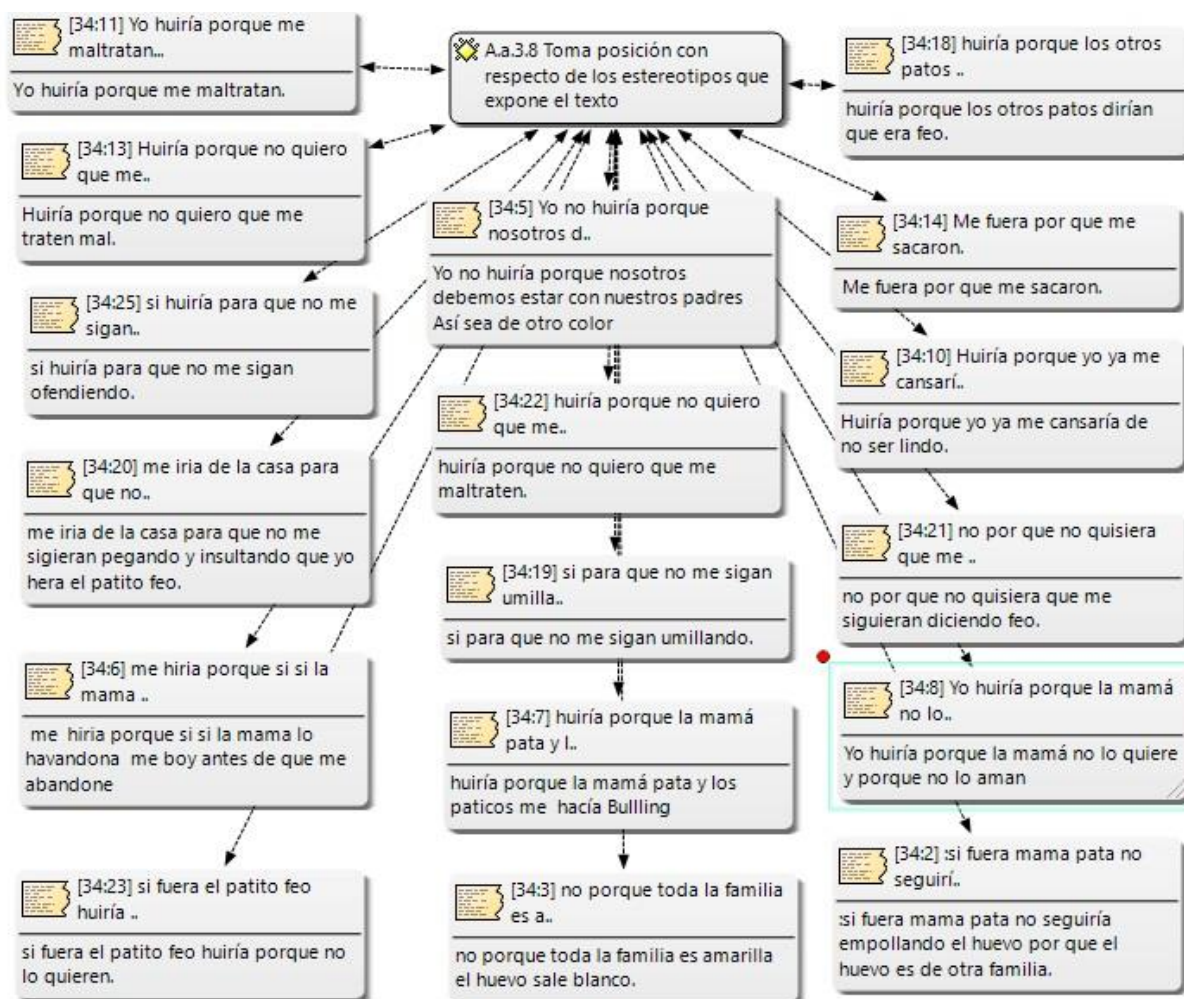 [34:11] Yo huiría porque me
maltratan...
Yo huiría porque me maltratan.
A.a.3.8 Toma posición con
respecto de los estereotipos que
expone el texto
[34:18] huiría porque los otros
patos ..
huiría porque los otros patos dirían
que era feo.
[34:13] Huiría porque no quiero
que me..
Huiría porque no quiero que me
traten mal.
[34:5] Yo no huiría porque
nosotros d..
Yo no huiría porque nosotros
debemos estar con nuestros padres
Así sea de otro color
[34:14] Me fuera por que me
sacaron.
Me fuera por que me sacaron.
[34:25] si huiría para que no me
sigan..
si huiría para que no me sigan
ofendiendo.
[34:22] huiría porque no quiero
que me..
huiría porque no quiero que me
maltraten.
[34:10] Huiría porque yo ya me
cansarí..
Huiría porque yo ya me cansaría de
no ser lindo.
[34:20] me iria de la casa para
que no..
me iria de la casa para que no me
sigieran pegando y insultando que yo
hera el patito feo.
[34:19] si para que no me sigan
umilla..
si para que no me sigan umillando.
[34:21] no por que no quisiera
que me ..
no por que no quisiera que me
siguieran diciendo feo.
[34:6] me hiria porque si si la
mama ..
me hiria porque si si la mama lo
havandona me boy antes de que me
abandone
[34:7] huiría porque la mamá
pata y l..
huiría porque la mamá pata y los
paticos me hacía Bullling
[34:8] Yo huiría porque la mamá
no lo..
Yo huiría porque la mamá no lo quiere
y porque no lo aman
[34:23] si fuera el patito feo
huiría ..
si fuera el patito feo huiría porque no
lo quieren.
[34:3] no porque toda la familia
es a..
no porque toda la familia es amarilla
el huevo sale blanco.
[34:2] :si fuera mama pata no
seguirí..
:si fuera mama pata no seguiría
empollando el huevo por que el
huevo es de otra familia.